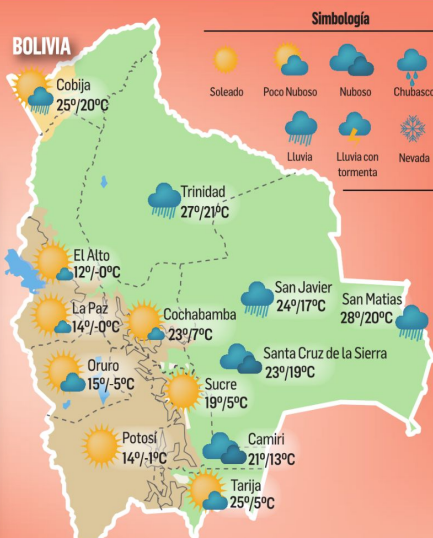 Simbología
BOLIVIA
Soleado
Poco Nuboso
Nuboso
Chubasco
Lluvia
Lluvia con
tormenta
Nevada
Cobija
25º/20ºC
Trinidad
27º/21ºC
El Alto
12º/-0ºC
La Paz
14º/-0ºC
Cochabamba
23º/7ºC
San Javier
24º/17ºC
San Matias
28º/20ºC
Oruro
15º/-5ºC
Santa Cruz de la Sierra
23º/19ºC
Sucre
19º/5ºC
Potosí
14º/-1ºC
Camiri
21º/13ºC
Tarija
25º/5ºC